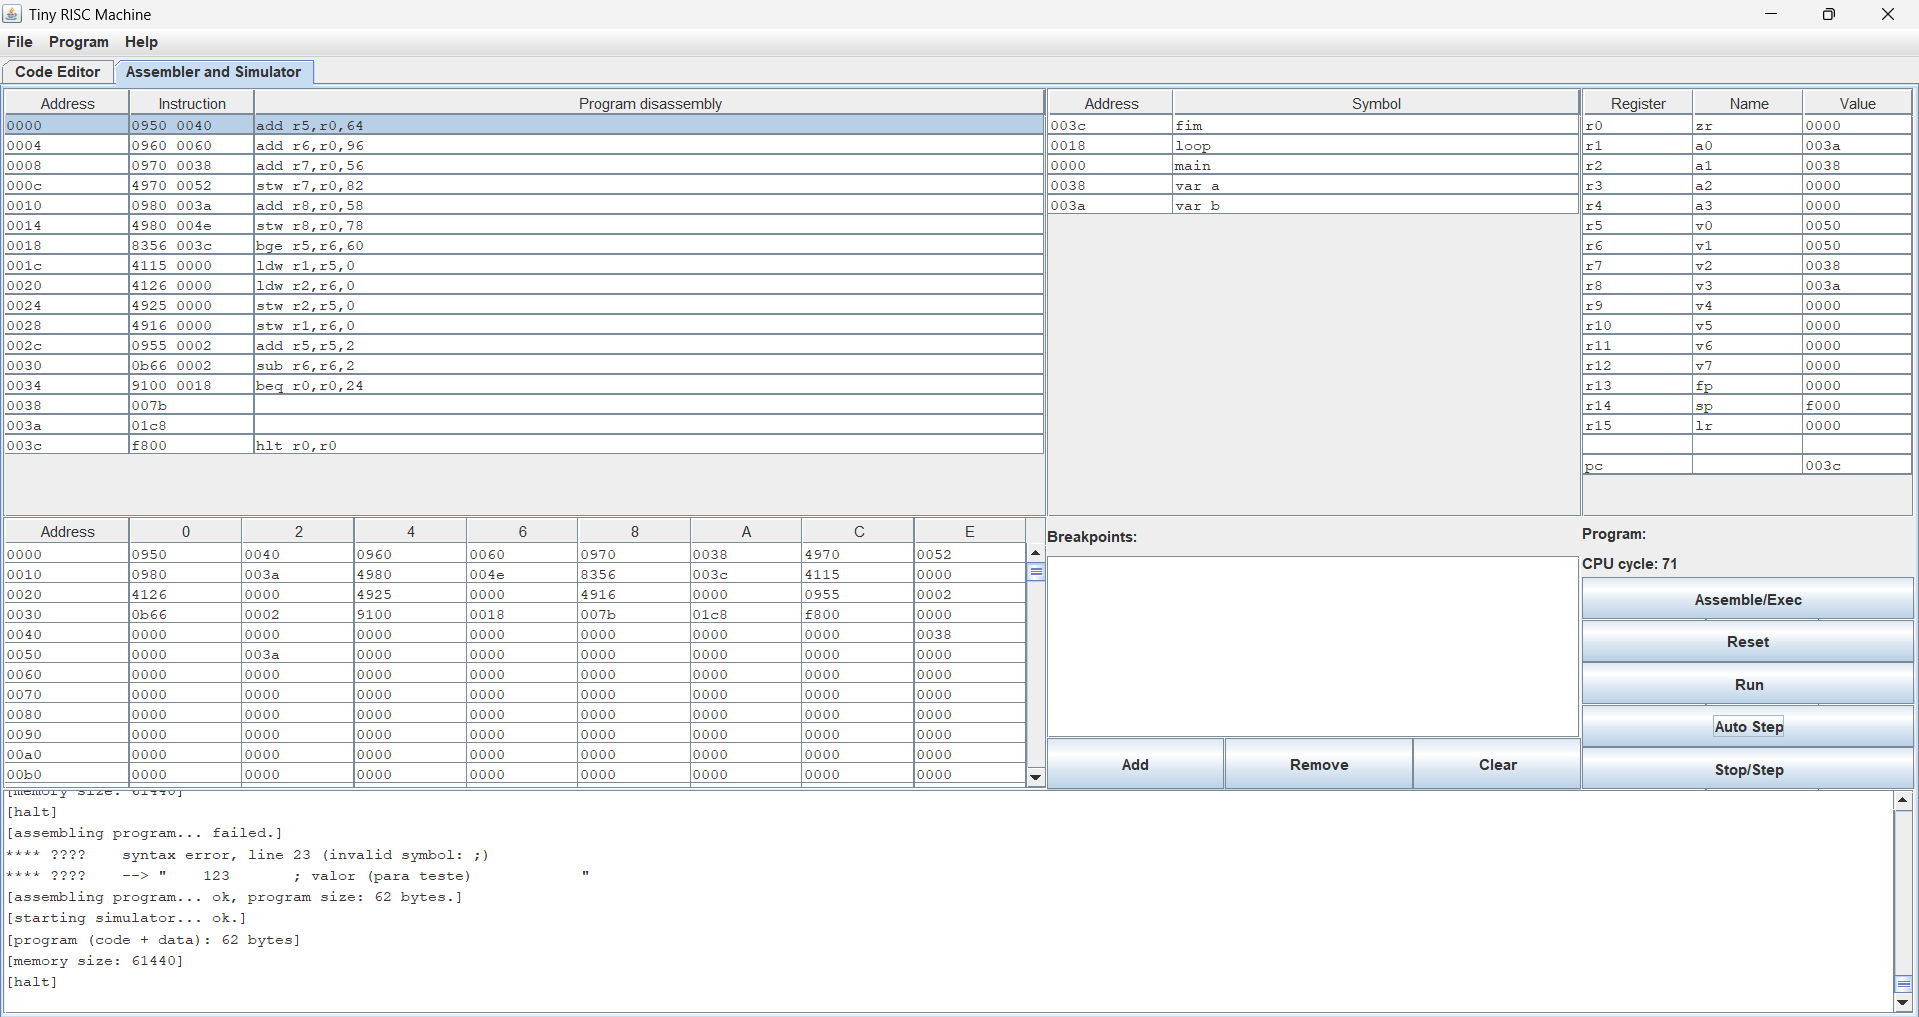 Tiny RISC Machine
File Program Help
Code Editor Assembler and Simulator
Address Instruction Program disassembly
0000 0950 0040 add r5,r0,64
0004 0960 0060 add r6,r0,96
0008 0970 0038 add r7,r0,56
000c 4970 0052 stw r7,r0,82
0010 0980 003a add r8,r0,58
0014 4980 004e stw r8,r0,78
0018 8356 003c bge r5,r6,60
001c 4115 0000 ldw r1,r5,0
0020 4126 0000 ldw r2,r6,0
0024 4925 0000 stw r2,r5,0
0028 4916 0000 stw r1,r6,0
002c 0955 0002 add r5,r5,2
0030 0b66 0002 sub r6,r6,2
0034 9100 0018 beq r0,r0,24
0038 007b
003a 01c8
003c f800 hlt r0,r0
Address Symbol
003c fim
0018 loop
0000 main
0038 var a
003a var b
Register Name Value
r0 zr 0000
r1 a0 003a
r2 a1 0038
r3 a2 0000
r4 a3 0000
r5 v0 0050
r6 v1 0050
r7 v2 0038
r8 v3 003a
r9 v4 0000
r10 v5 0000
r11 v6 0000
r12 v7 0000
r13 fp 0000
r14 sp f000
r15 lr 0000
pc 003c
Address 0 2 4 6 8 A C E
0000 0950 0040 0960 0060 0970 0038 4970 0052
0010 0980 003a 4980 004e 8356 003c 4115 0000
0020 4126 0000 4925 0000 4916 0000 0955 0002
0030 0b66 0002 9100 0018 007b 01c8 f800 0000
0040 0000 0000 0000 0000 0000 0000 0000 0038
0050 0000 003a 0000 0000 0000 0000 0000 0000
0060 0000 0000 0000 0000 0000 0000 0000 0000
0070 0000 0000 0000 0000 0000 0000 0000 0000
0080 0000 0000 0000 0000 0000 0000 0000 0000
0090 0000 0000 0000 0000 0000 0000 0000 0000
00a0 0000 0000 0000 0000 0000 0000 0000 0000
00b0 0000 0000 0000 0000 0000 0000 0000 0000
Breakpoints:
Add Remove Clear
Program:
CPU cycle: 71
Assemble/Exec
Reset
Run
Auto Step
Stop/Step
[memory size: 61440]
[halt]
[assembling program... failed.]
**** ???? syntax error, line 23 (invalid symbol: ;)
**** ???? --> " 123 ; valor (para teste) "
[assembling program... ok, program size: 62 bytes.]
[starting simulator... ok.]
[program (code + data): 62 bytes]
[memory size: 61440]
[halt]